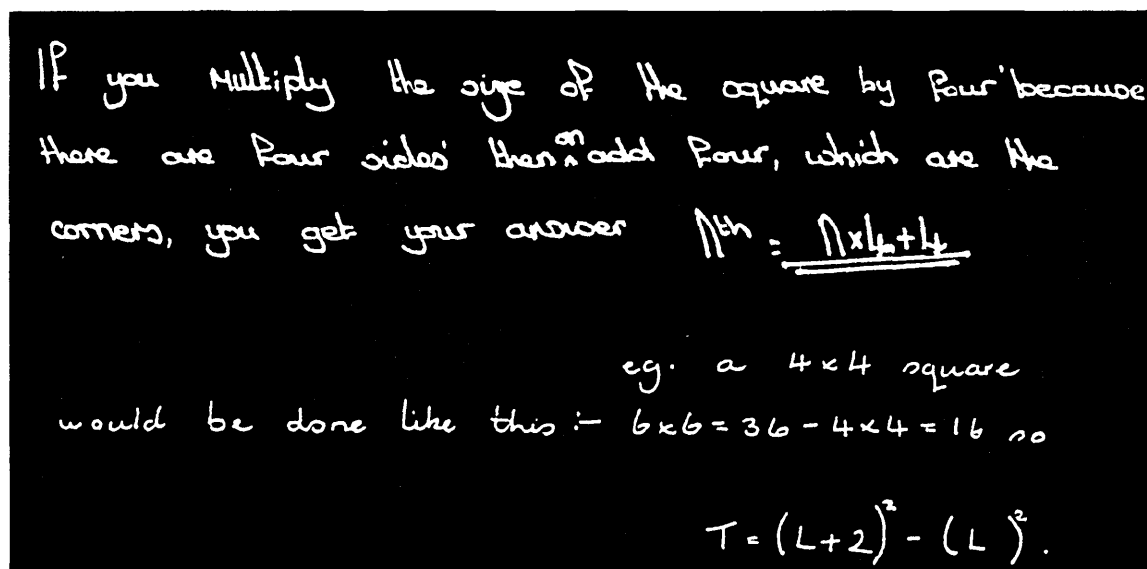 If you Multiply the size of the square by four 'because
there are four sides' then on add four, which are the
corners, you get your answer nth = n×4+4
eg. a 4×4 square
would be done like this :- 6×6 = 36 - 4×4 = 16 so
T = (L+2)² - (L)².